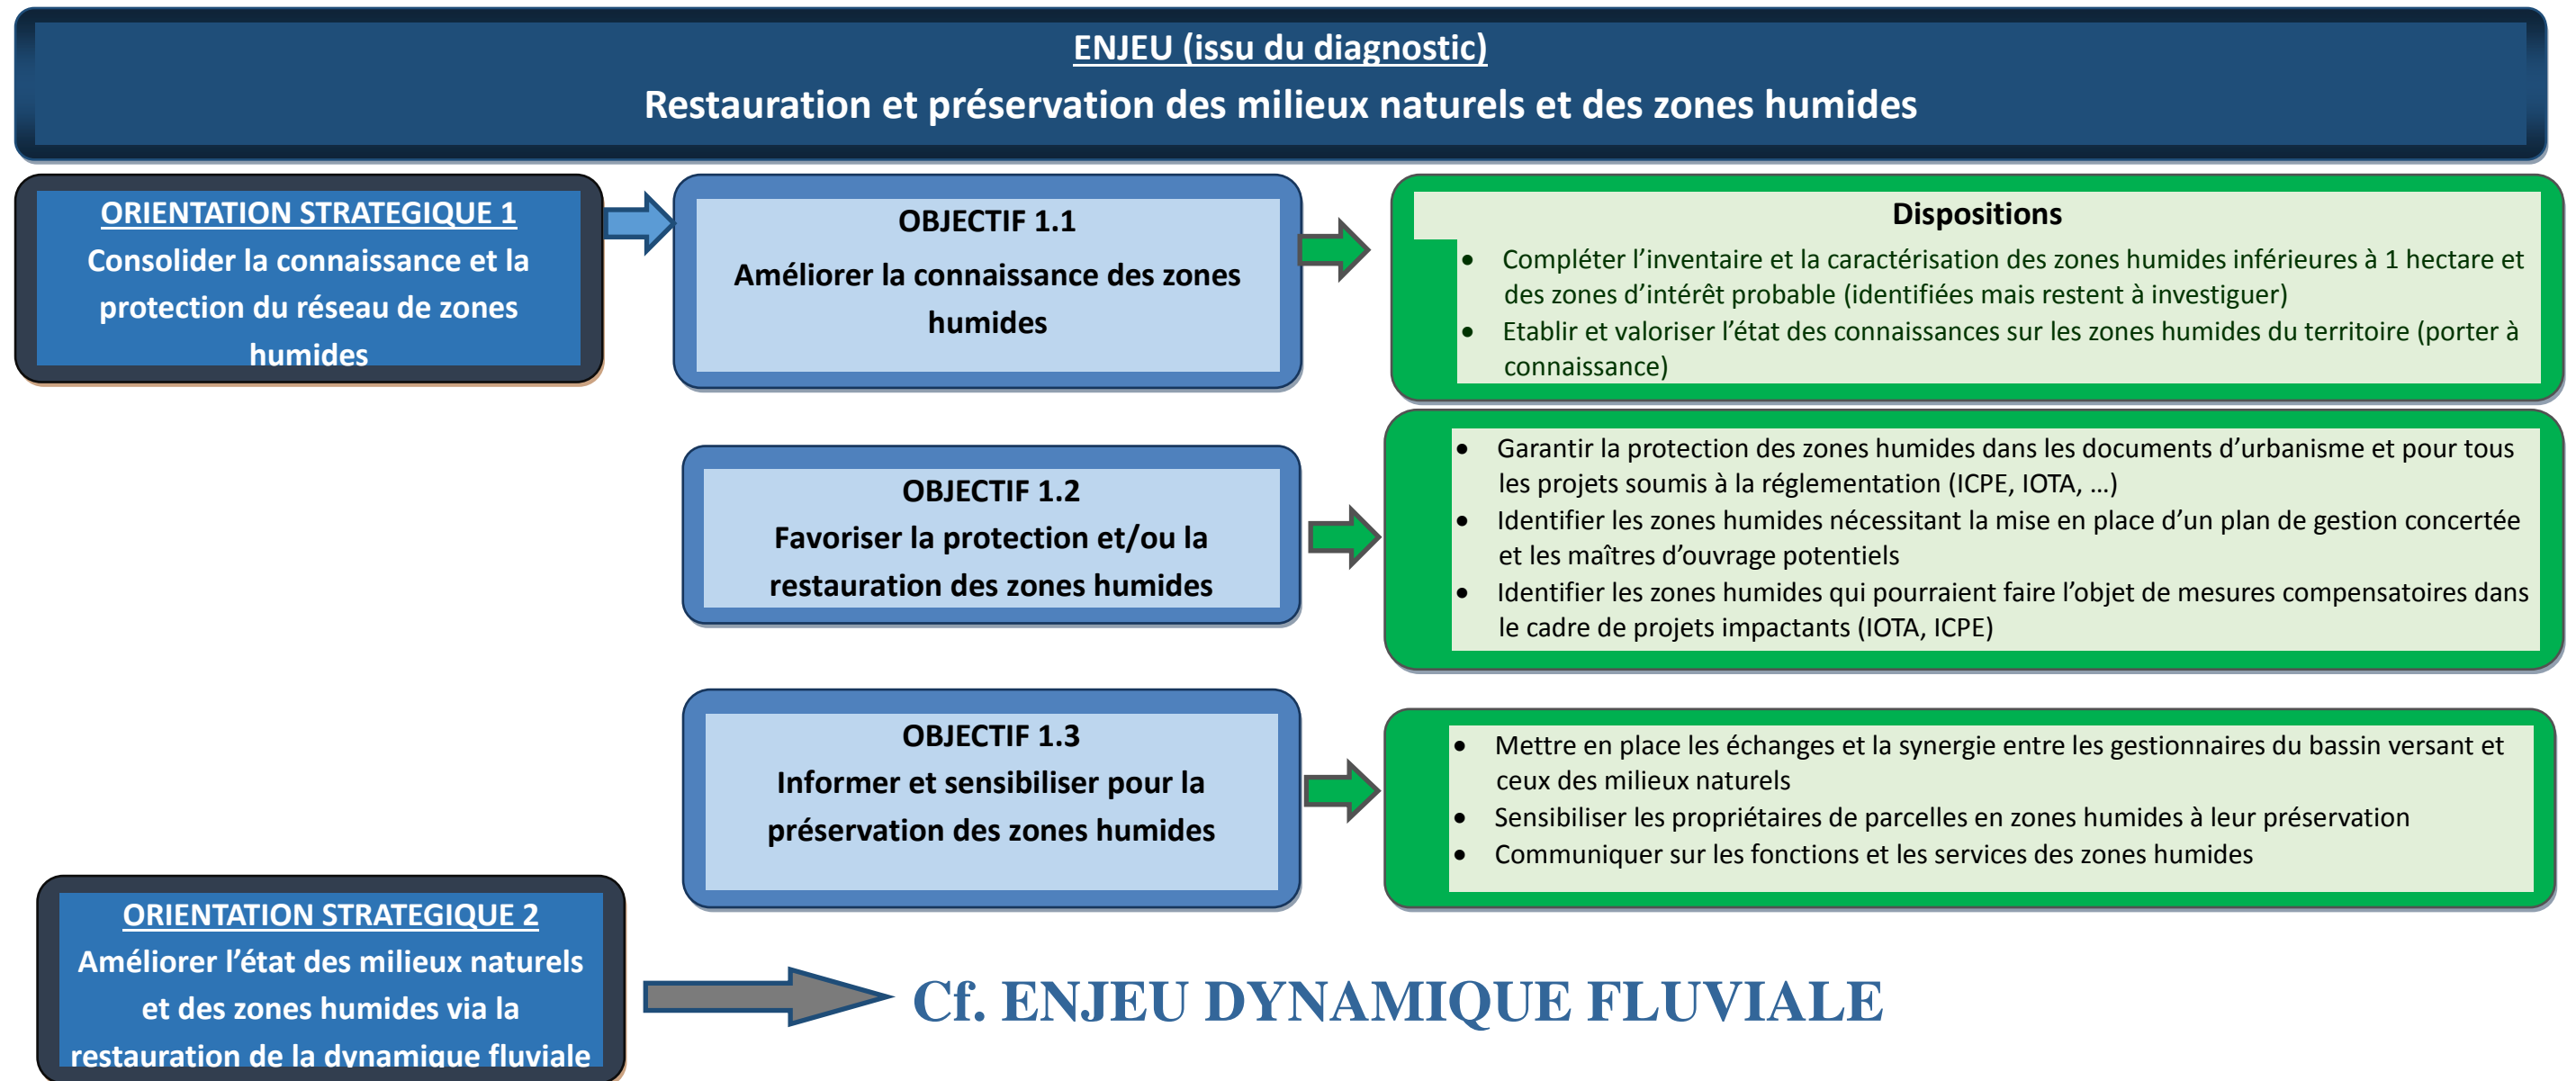 ENJEU (issu du diagnostic)
Restauration et préservation des milieux naturels et des zones humides
ORIENTATION STRATEGIQUE 1
Consolider la connaissance et la
protection du réseau de zones
humides
OBJECTIF 1.1
Améliorer la connaissance des zones
humides
Dispositions
• Compléter l’inventaire et la caractérisation des zones humides inférieures à 1 hectare et
des zones d’intérêt probable (identifiées mais restent à investiguer)
• Etablir et valoriser l’état des connaissances sur les zones humides du territoire (porter à
connaissance)
OBJECTIF 1.2
Favoriser la protection et/ou la
restauration des zones humides
• Garantir la protection des zones humides dans les documents d’urbanisme et pour tous
les projets soumis à la réglementation (ICPE, IOTA, …)
• Identifier les zones humides nécessitant la mise en place d’un plan de gestion concertée
et les maîtres d’ouvrage potentiels
• Identifier les zones humides qui pourraient faire l’objet de mesures compensatoires dans
le cadre de projets impactants (IOTA, ICPE)
OBJECTIF 1.3
Informer et sensibiliser pour la
préservation des zones humides
• Mettre en place les échanges et la synergie entre les gestionnaires du bassin versant et
ceux des milieux naturels
• Sensibiliser les propriétaires de parcelles en zones humides à leur préservation
• Communiquer sur les fonctions et les services des zones humides
ORIENTATION STRATEGIQUE 2
Améliorer l’état des milieux naturels
et des zones humides via la
restauration de la dynamique fluviale
Cf. ENJEU DYNAMIQUE FLUVIALE